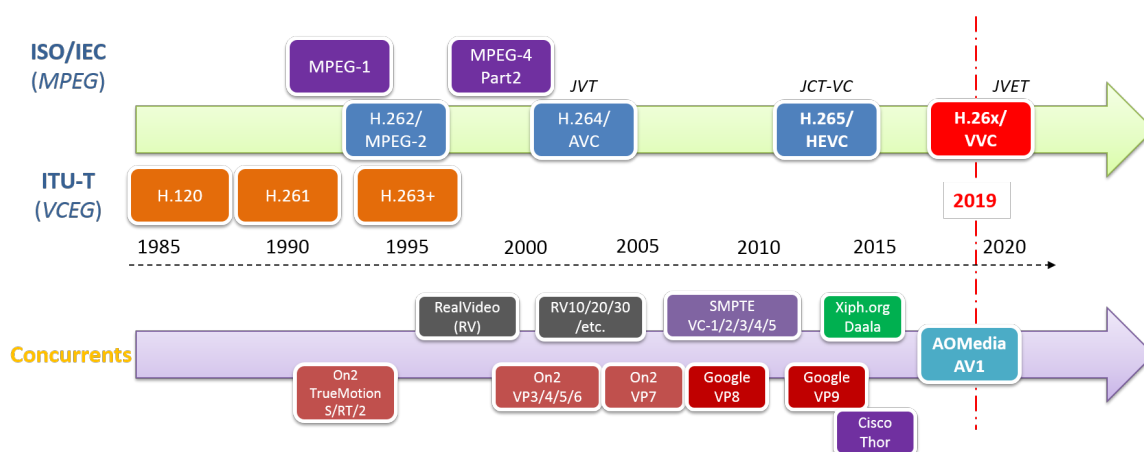 ISO/IEC
(MPEG)
MPEG-1
MPEG-4
Part2
JVT
JCT-VC
JVET
H.262/
MPEG-2
H.264/
AVC
H.265/
HEVC
H.26x/
VVC
ITU-T
(VCEG)
H.120
H.261
H.263+
2019
1985 1990 1995 2000 2005 2010 2015 2020
RealVideo
(RV)
RV10/20/30
/etc.
SMPTE
VC-1/2/3/4/5
Xiph.org
Daala
Concurrents
AOMedia
AV1
On2
TrueMotion
S/RT/2
On2
VP3/4/5/6
On2
VP7
Google
VP8
Google
VP9
Cisco
Thor